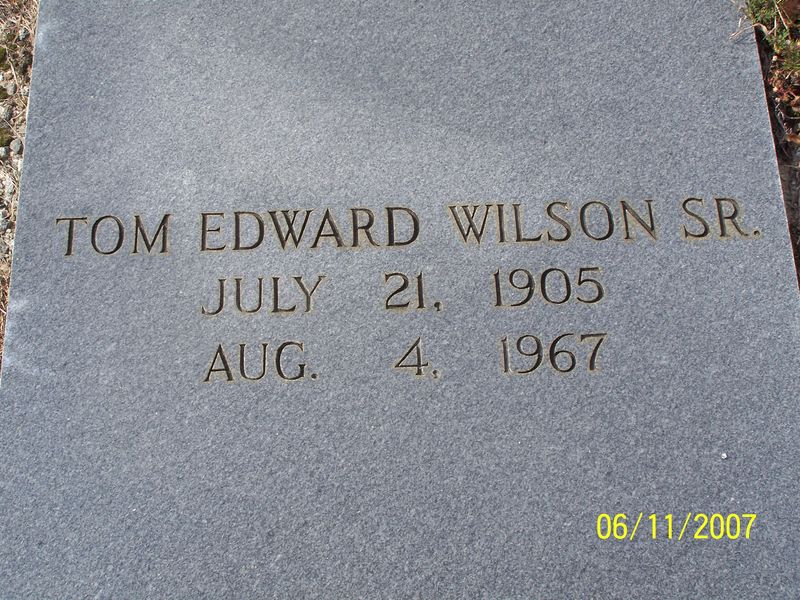 TOM EDWARD WILSON SR.
JULY 21, 1905
AUG. 4, 1967
06/11/2007